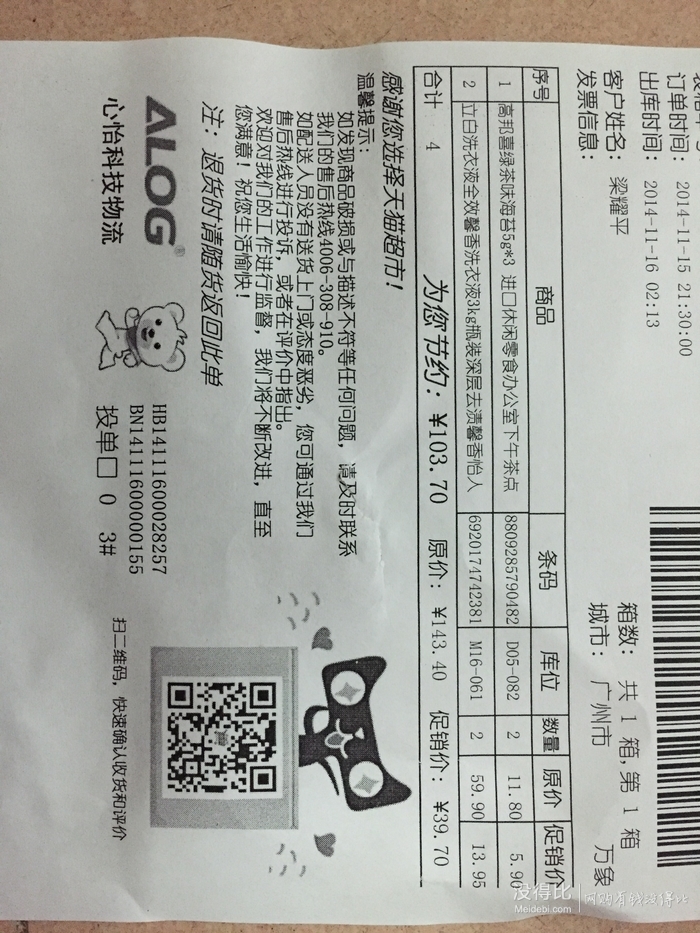 订单时间: 2014-11-15 21:30:00
出库时间: 2014-11-16 02:13
箱数: 共 1 箱,第 1 箱
客户姓名: 梁耀平
城市: 广州市 万象
发票信息:
序号 商品 条码 库位 数量 原价 促销价
1 高邦喜绿茶味海苔5g*3 进口休闲零食办公室下午茶点 8809285790482 D05-082 2 11.80 5.90
2 立白洗衣液全效馨香洗衣液3kg瓶装深层去渍馨香怡人 6920174742381 M16-061 2 59.90 13.95
合计 4 为您节约: ¥103.70 原价: ¥143.40 促销价: ¥39.70
感谢您选择天猫超市!
温馨提示:
如发现商品破损或与描述不符等任何问题, 请及时联系
我们的售后热线4006-308-910。
如配送人员没有送货上门或态度恶劣, 您可通过我们
售后热线进行投诉, 或者在评价中指出。
欢迎对我们的工作进行监督, 我们将不断改进, 直至
您满意! 祝您生活愉快!
注: 退货时请随货返回此单
ALOG®
心怡科技物流
HB14111600028257
BN14111600000155
投单□ 0 3#
扫二维码, 快速确认收货和评价
没得比
Meidebi.com
网购有我没得比